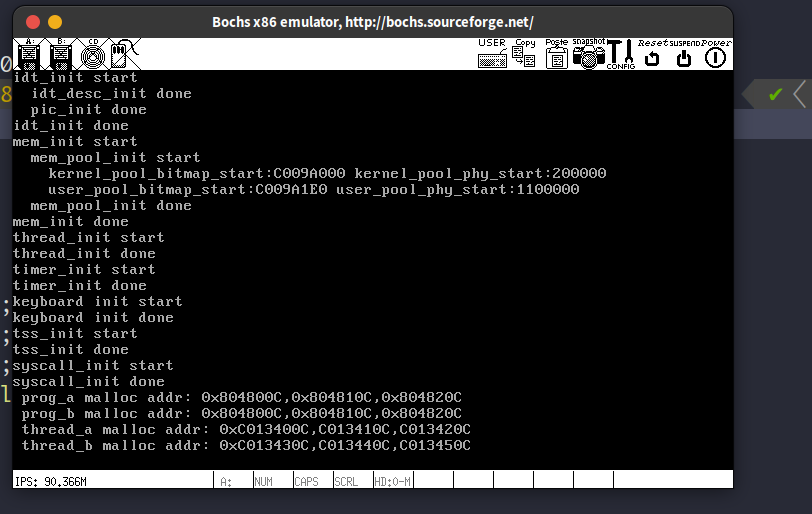 Bochs x86 emulator, http://bochs.sourceforge.net/
A: B: CD USER Copy Paste snapshot CONFIG Reset SUSPEND Power
idt_init start
idt_desc_init done
pic_init done
idt_init done
mem_init start
mem_pool_init start
kernel_pool_bitmap_start:C009A000 kernel_pool_phy_start:200000
user_pool_bitmap_start:C009A1E0 user_pool_phy_start:1100000
mem_pool_init done
mem_init done
thread_init start
thread_init done
timer_init start
timer_init done
keyboard init start
keyboard init done
tss_init start
tss_init done
syscall_init start
syscall_init done
prog_a malloc addr: 0x804800C,0x804810C,0x804820C
prog_b malloc addr: 0x804800C,0x804810C,0x804820C
thread_a malloc addr: 0xC013400C,C013410C,C013420C
thread_b malloc addr: 0xC013430C,C013440C,C013450C
IPS: 90.366M A: NUM CAPS SCRL HD:0-M
0
8
;
;
;
l